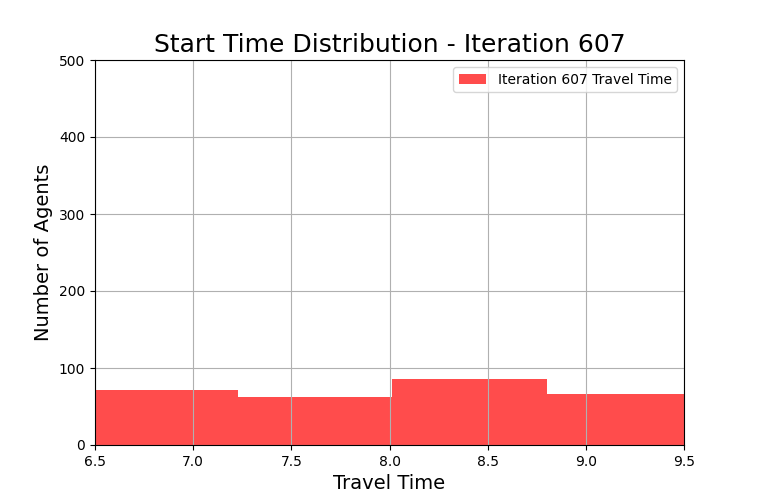 Start Time Distribution - Iteration 607
Iteration 607 Travel Time
Number of Agents
500
400
300
200
100
0
6.5 7.0 7.5 8.0 8.5 9.0 9.5
Travel Time